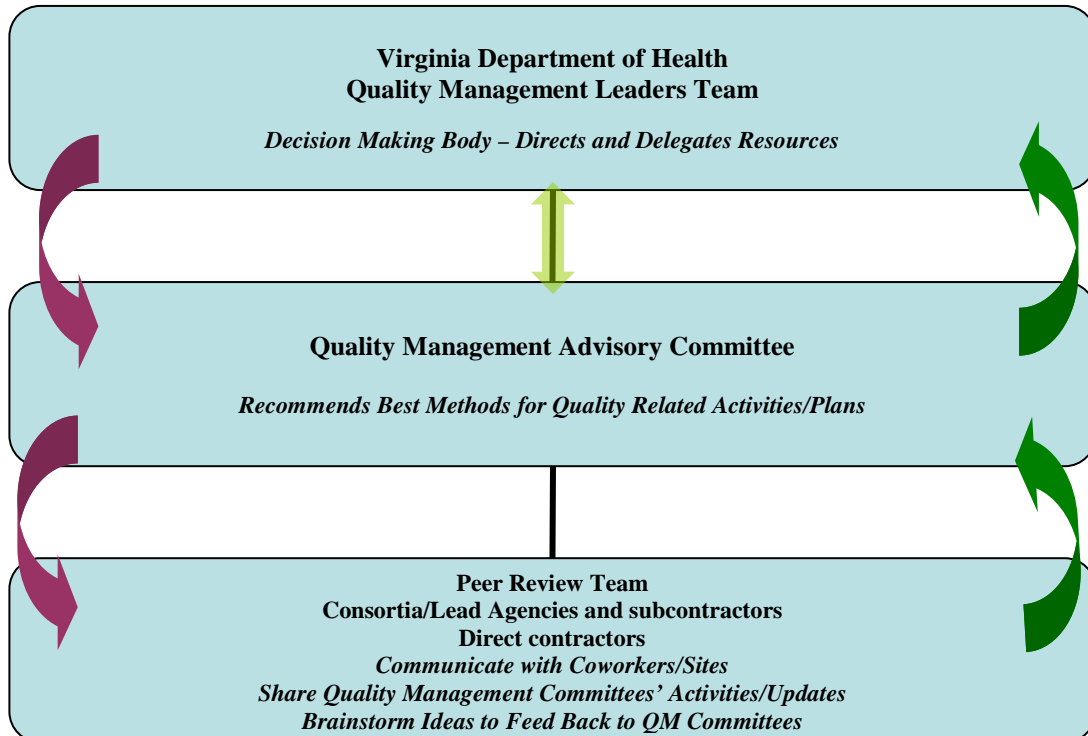 Virginia Department of Health
Quality Management Leaders Team
Decision Making Body – Directs and Delegates Resources
Quality Management Advisory Committee
Recommends Best Methods for Quality Related Activities/Plans
Peer Review Team
Consortia/Lead Agencies and subcontractors
Direct contractors
Communicate with Coworkers/Sites
Share Quality Management Committees’ Activities/Updates
Brainstorm Ideas to Feed Back to QM Committees